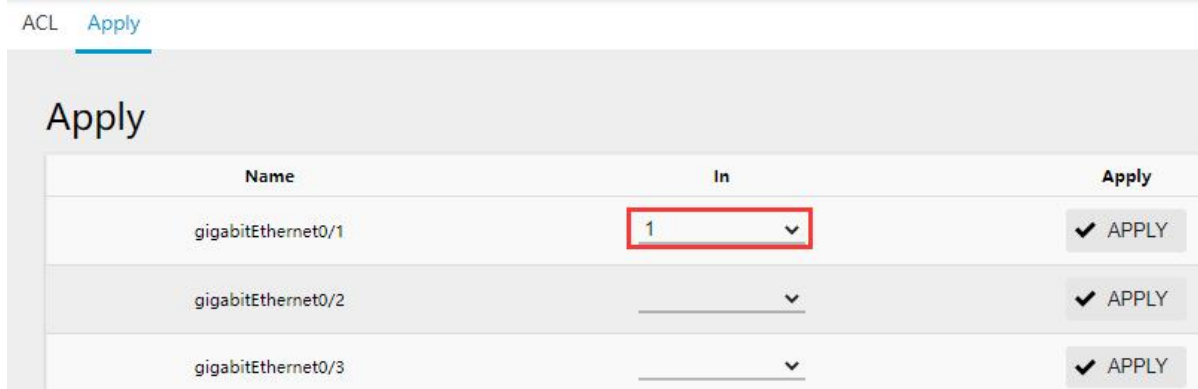 ACL Apply
Apply
Name In Apply
gigabitEthernet0/1 1 APPLY
gigabitEthernet0/2 APPLY
gigabitEthernet0/3 APPLY